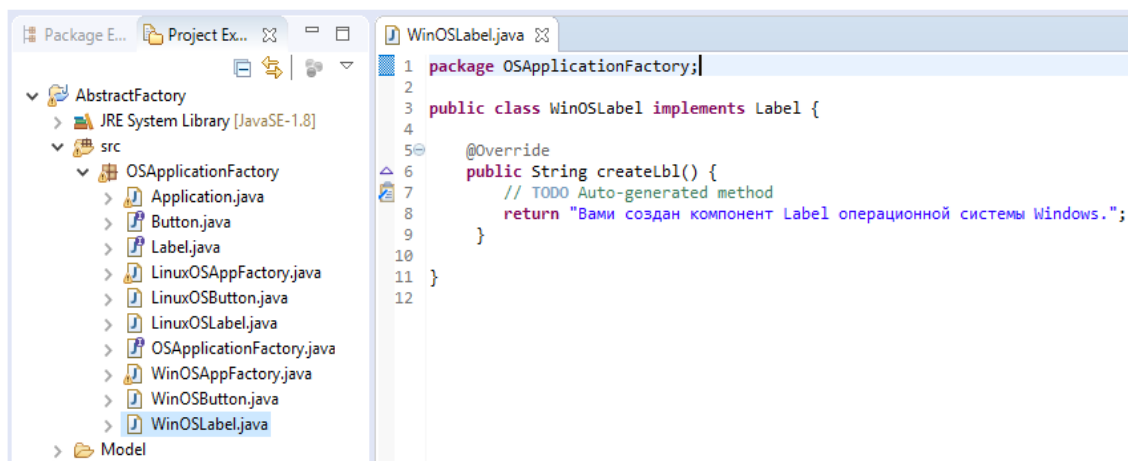 Package E... Project Ex...
AbstractFactory
JRE System Library [JavaSE-1.8]
src
OSApplicationFactory
Application.java
Button.java
Label.java
LinuxOSAppFactory.java
LinuxOSButton.java
LinuxOSLabel.java
OSApplicationFactory.java
WinOSAppFactory.java
WinOSButton.java
WinOSLabel.java
Model
WinOSLabel.java
1 package OSApplicationFactory;
2
3 public class WinOSLabel implements Label {
4
5 @Override
6 public String createLbl() {
7 // TODO Auto-generated method
8 return "Вами создан компонент Label операционной системы Windows.";
9 }
10
11 }
12